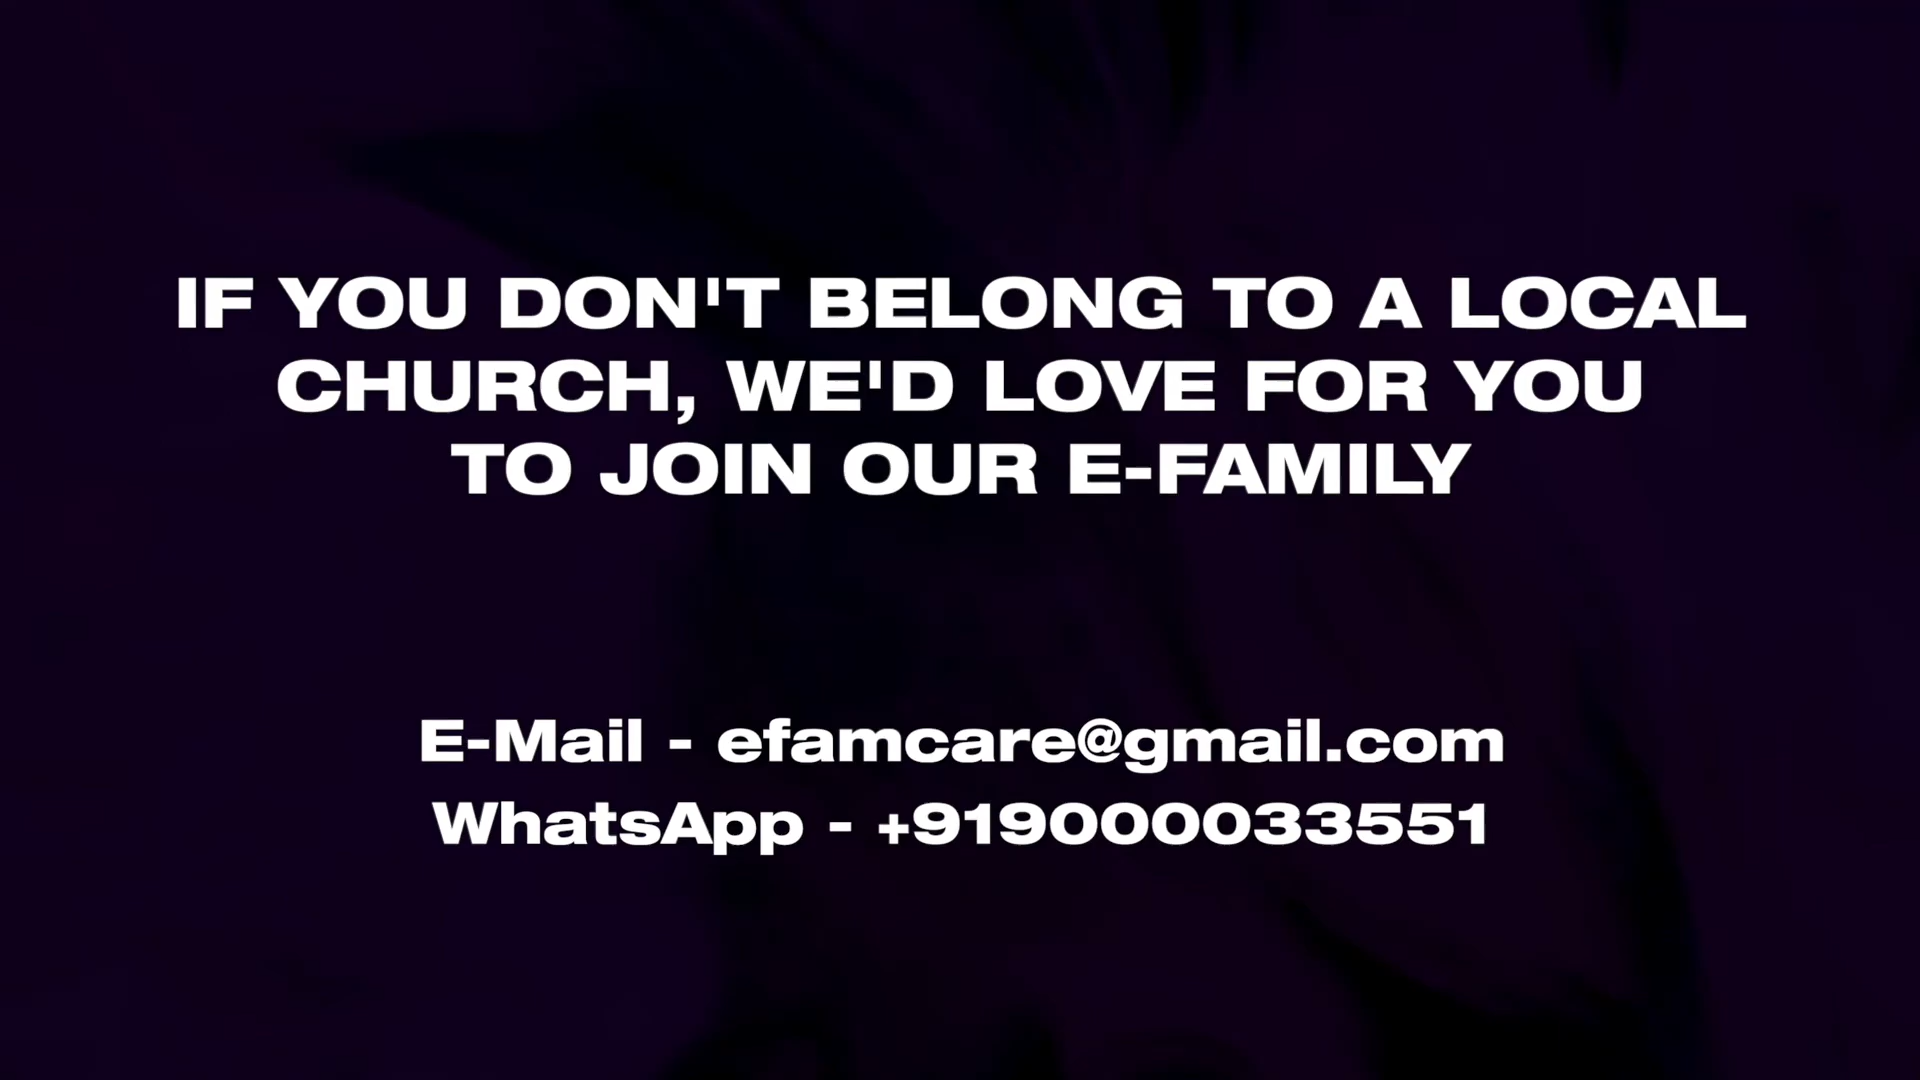 IF YOU DON'T BELONG TO A LOCAL
CHURCH, WE'D LOVE FOR YOU
TO JOIN OUR E-FAMILY
E-Mail - efamcare@gmail.com
WhatsApp - +919000033551